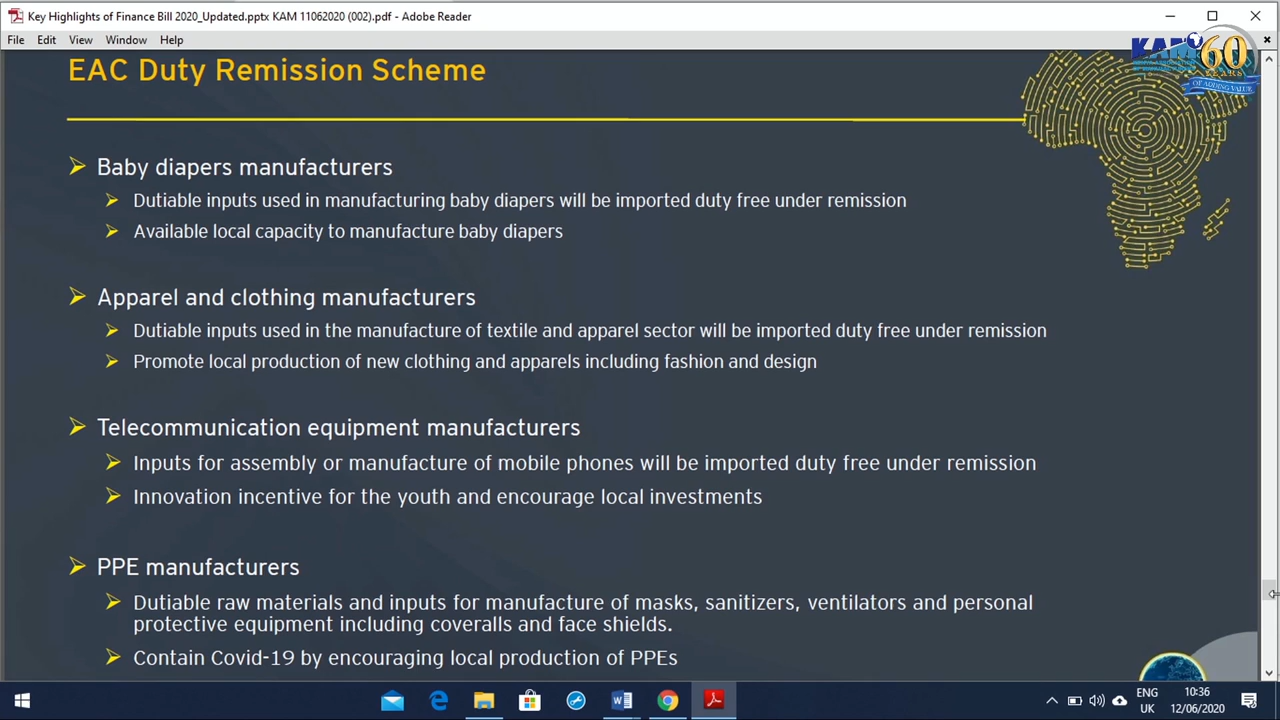 Key Highlights of Finance Bill 2020_Updated.pptx KAM 11062020 (002).pdf - Adobe Reader
File Edit View Window Help
KAM 60
YEARS
OF ADDING VALUE
EAC Duty Remission Scheme
Baby diapers manufacturers
Dutiable inputs used in manufacturing baby diapers will be imported duty free under remission
Available local capacity to manufacture baby diapers
Apparel and clothing manufacturers
Dutiable inputs used in the manufacture of textile and apparel sector will be imported duty free under remission
Promote local production of new clothing and apparels including fashion and design
Telecommunication equipment manufacturers
Inputs for assembly or manufacture of mobile phones will be imported duty free under remission
Innovation incentive for the youth and encourage local investments
PPE manufacturers
Dutiable raw materials and inputs for manufacture of masks, sanitizers, ventilators and personal
protective equipment including coveralls and face shields.
Contain Covid-19 by encouraging local production of PPEs
ENG 10:36
UK 12/06/2020